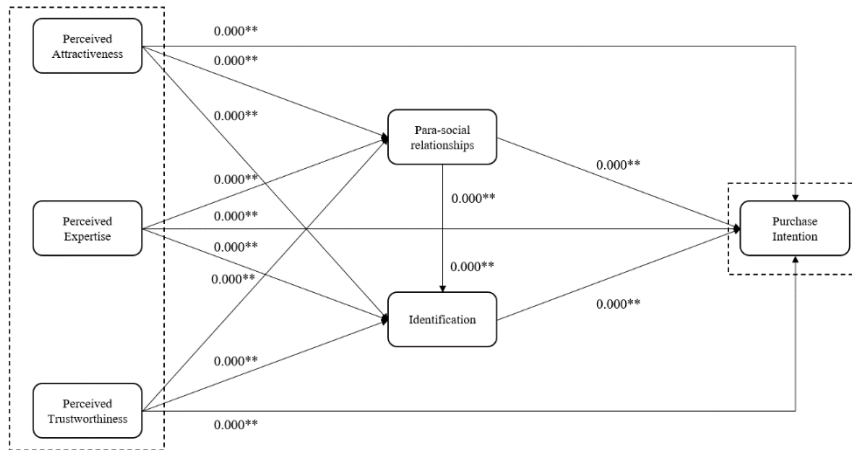 Perceived
Attractiveness
0.000**
0.000**
0.000**
Para-social
relationships
0.000**
0.000**
0.000**
0.000**
Perceived
Expertise
0.000**
0.000**
0.000**
0.000**
Purchase
Intention
Identification
0.000**
0.000**
Perceived
Trustworthiness
0.000**